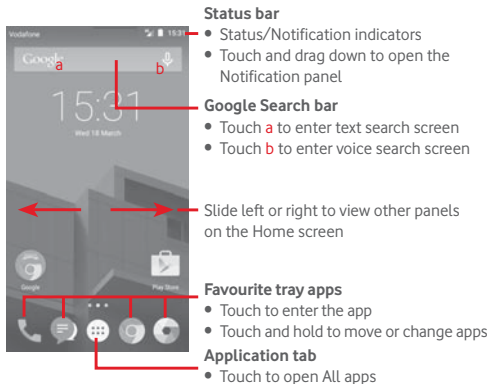 Vodafone
15:31
Google
a
b
15:31
Wed 18 March
Google
Play Store
Status bar
• Status/Notification indicators
• Touch and drag down to open the
Notification panel
Google Search bar
• Touch a to enter text search screen
• Touch b to enter voice search screen
Slide left or right to view other panels
on the Home screen
Favourite tray apps
• Touch to enter the app
• Touch and hold to move or change apps
Application tab
• Touch to open All apps